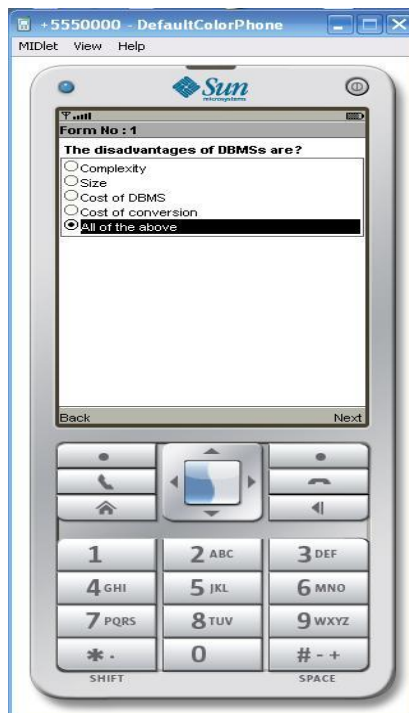 +5550000 - DefaultColorPhone
MIDlet View Help
Sun
microsystems
Form No : 1
The disadvantages of DBMSs are?
Complexity
Size
Cost of DBMS
Cost of conversion
All of the above
Back Next
1 2 ABC 3 DEF
4 GHI 5 JKL 6 MNO
7 PQRS 8 TUV 9 WXYZ
* . 0 # - +
SHIFT SPACE